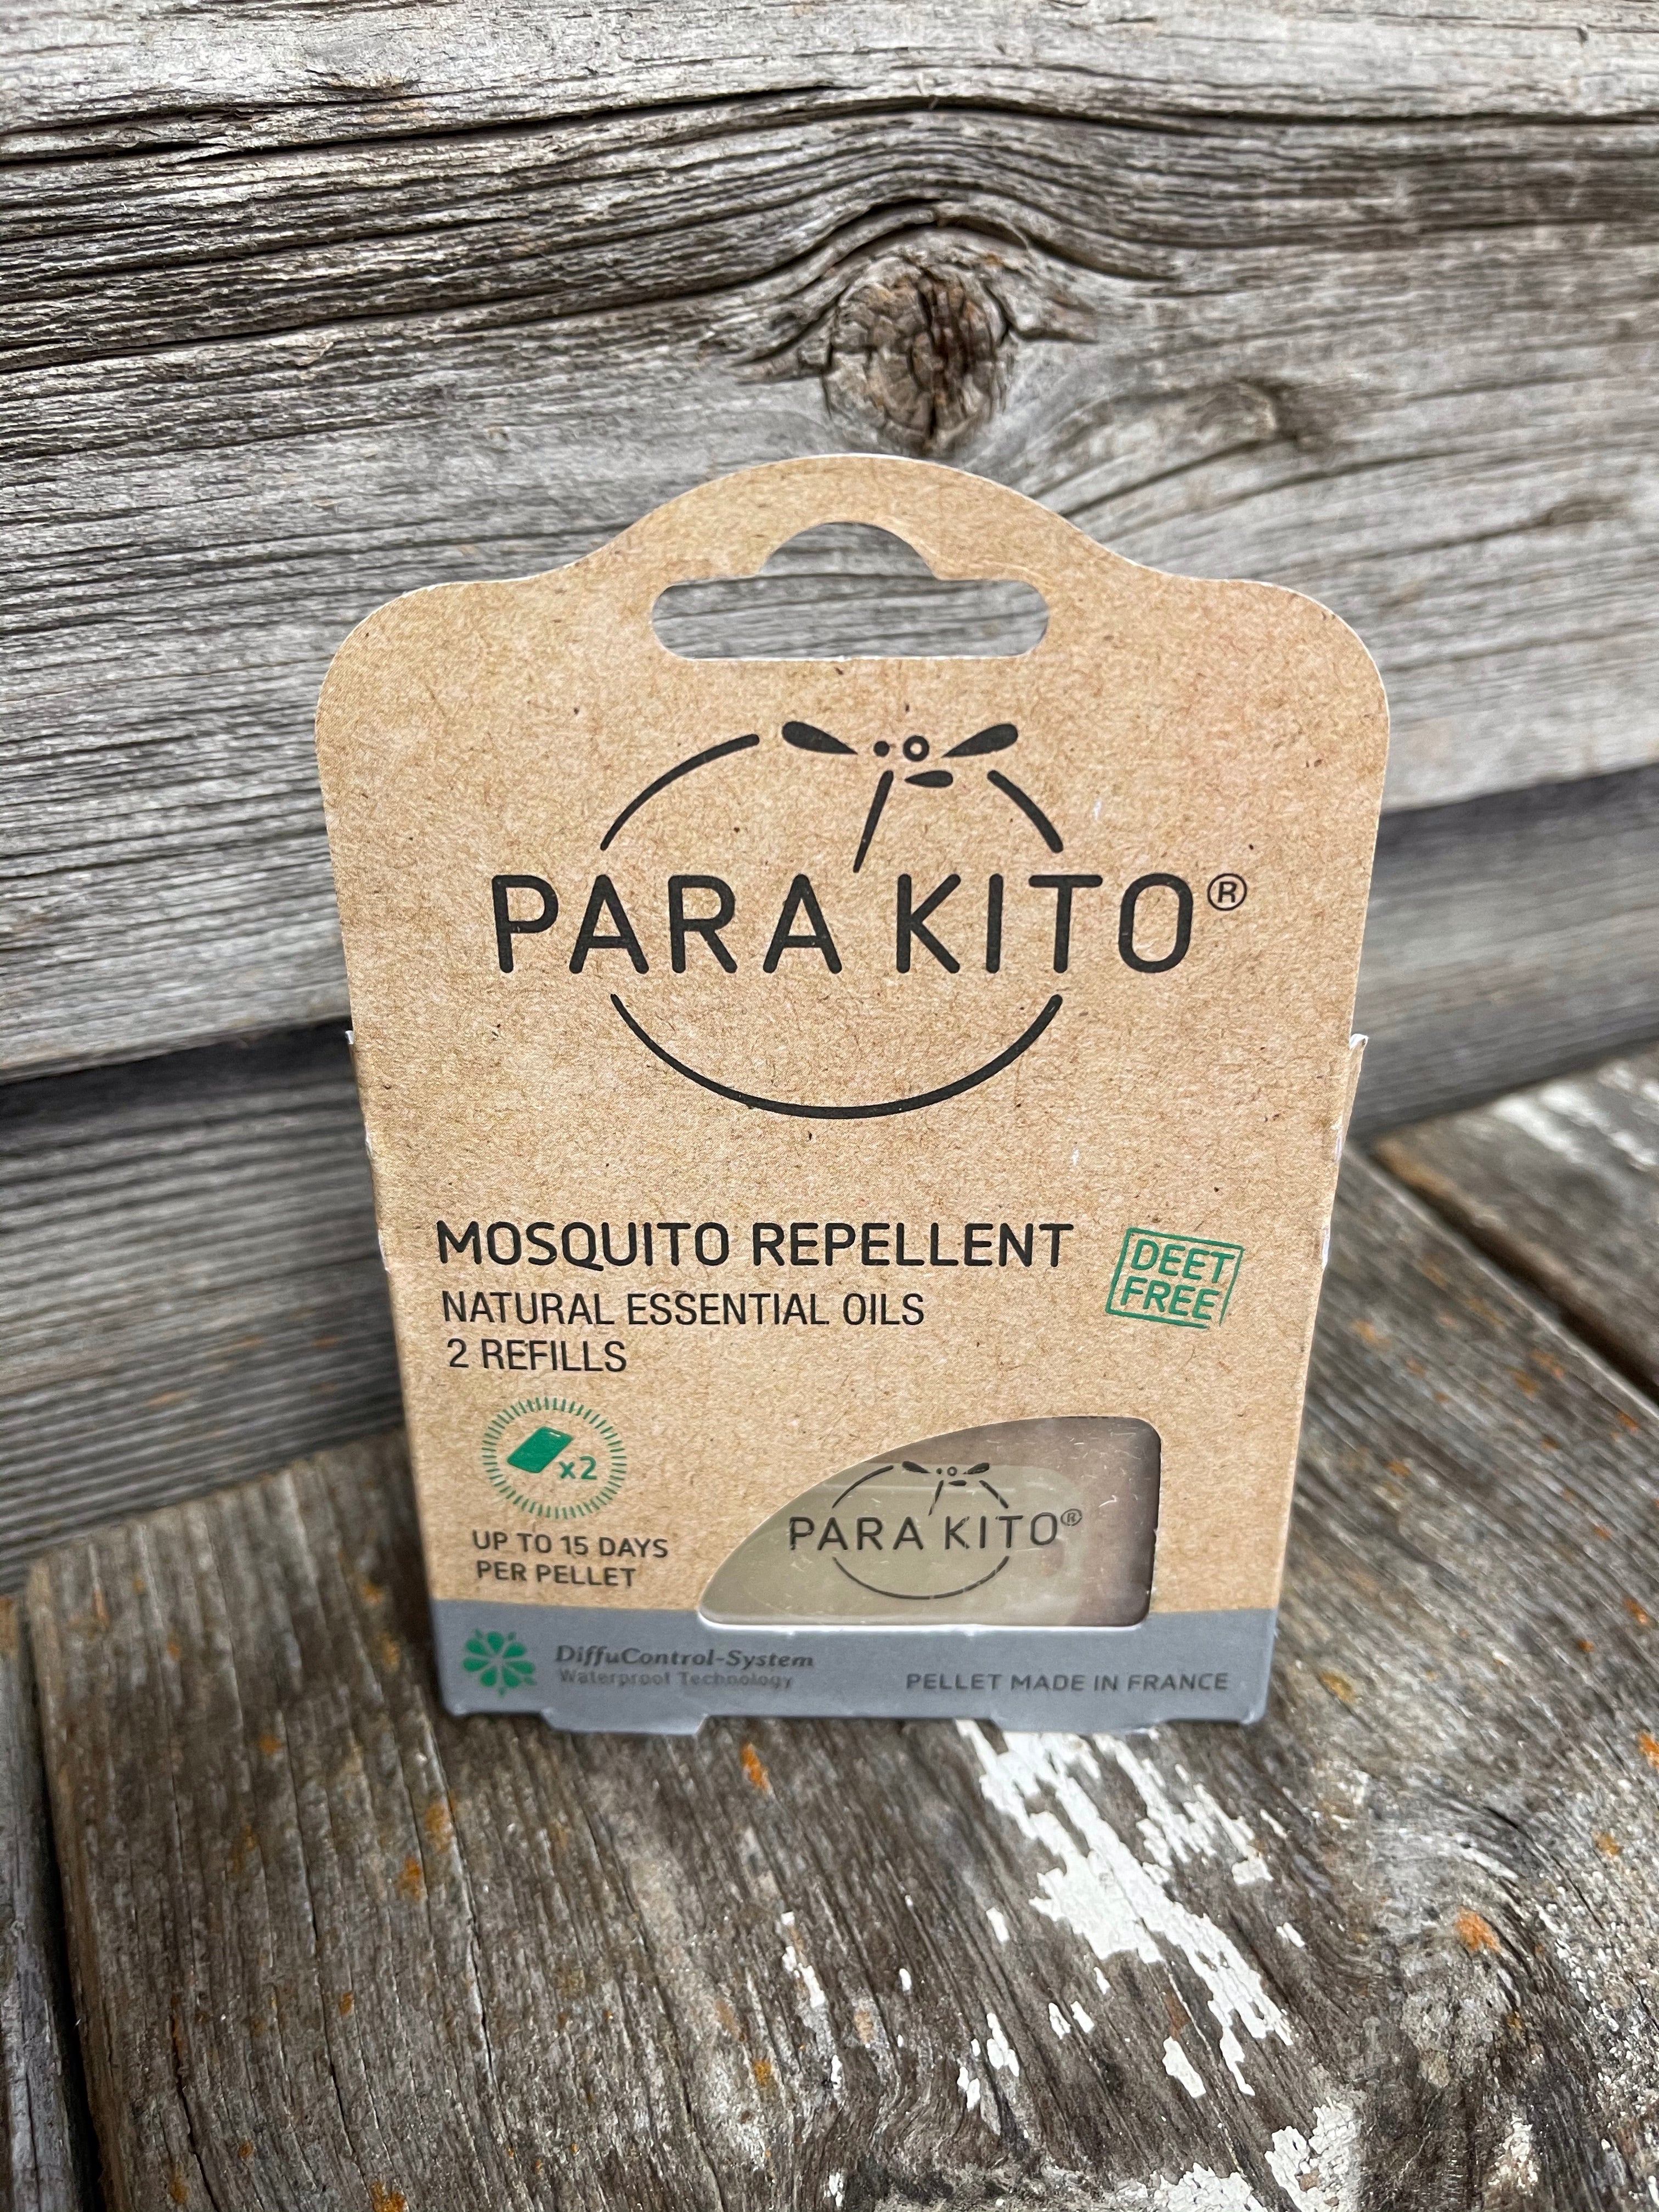 PARA'KITO®
MOSQUITO REPELLENT
NATURAL ESSENTIAL OILS
2 REFILLS
DEET
FREE
x2
UP TO 15 DAYS
PER PELLET
PARA'KITO®
DiffuControl-System
Waterproof Technology
PELLET MADE IN FRANCE